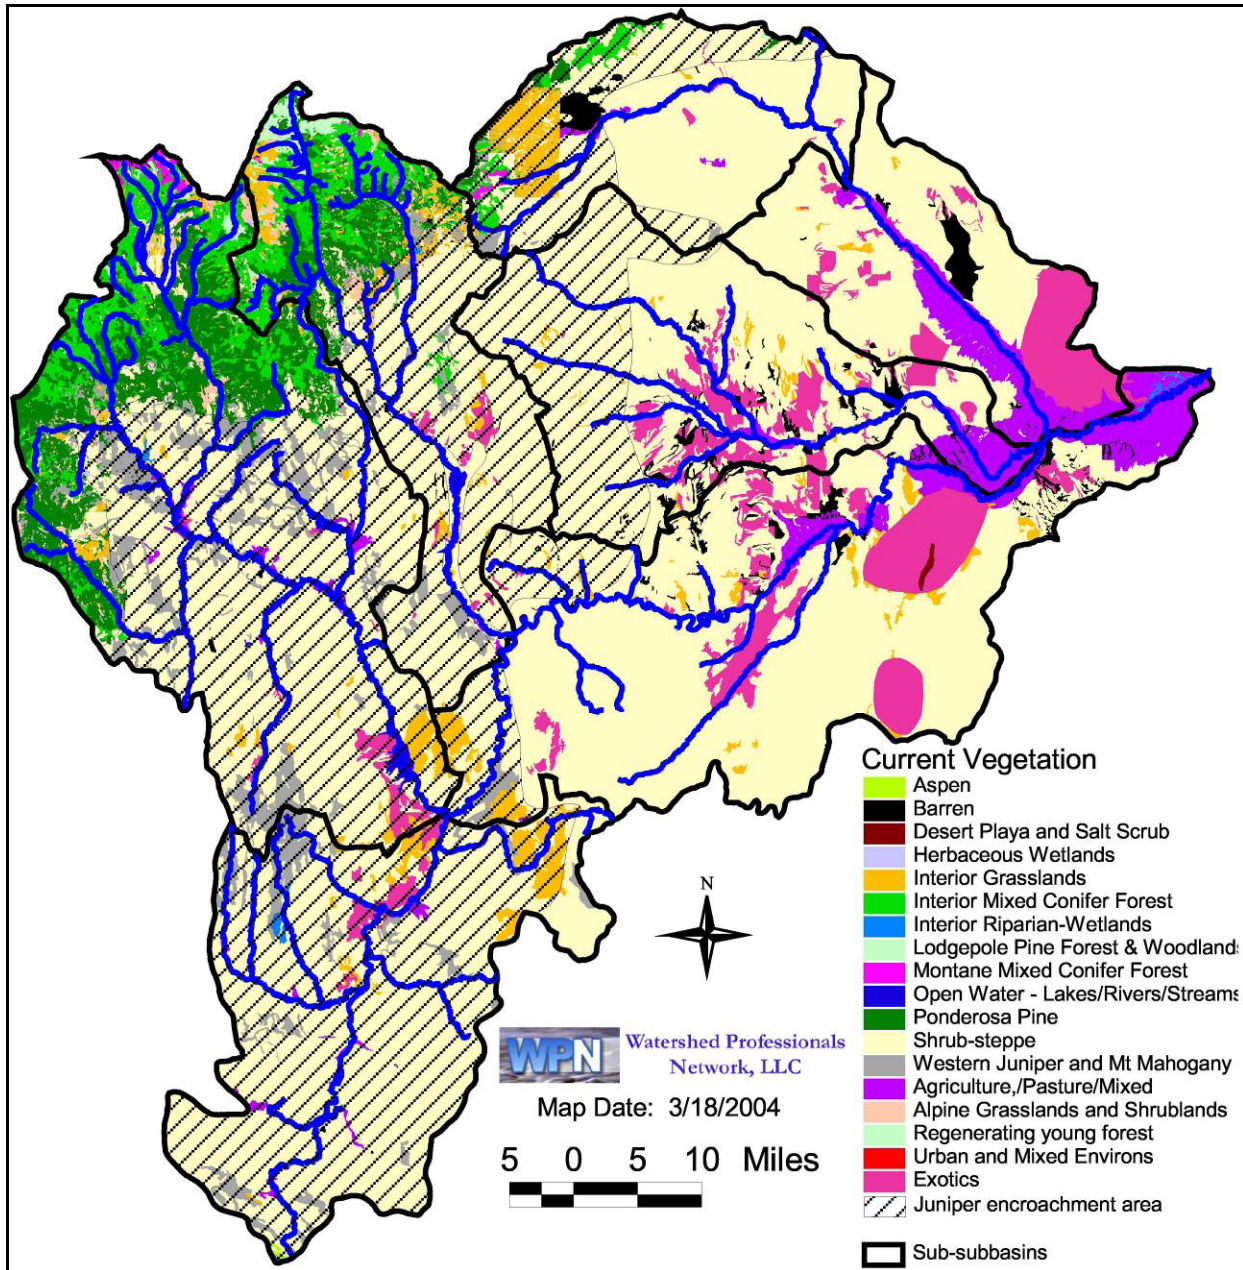 Current Vegetation
Aspen
Barren
Desert Playa and Salt Scrub
Herbaceous Wetlands
Interior Grasslands
Interior Mixed Conifer Forest
Interior Riparian-Wetlands
Lodgepole Pine Forest & Woodlands
Montane Mixed Conifer Forest
Open Water - Lakes/Rivers/Streams
Ponderosa Pine
Shrub-steppe
Western Juniper and Mt Mahogany
Agriculture,/Pasture/Mixed
Alpine Grasslands and Shrublands
Regenerating young forest
Urban and Mixed Environs
Exotics
Juniper encroachment area
Sub-subbasins
N
WPN Watershed Professionals
Network, LLC
Map Date: 3/18/2004
5 0 5 10 Miles